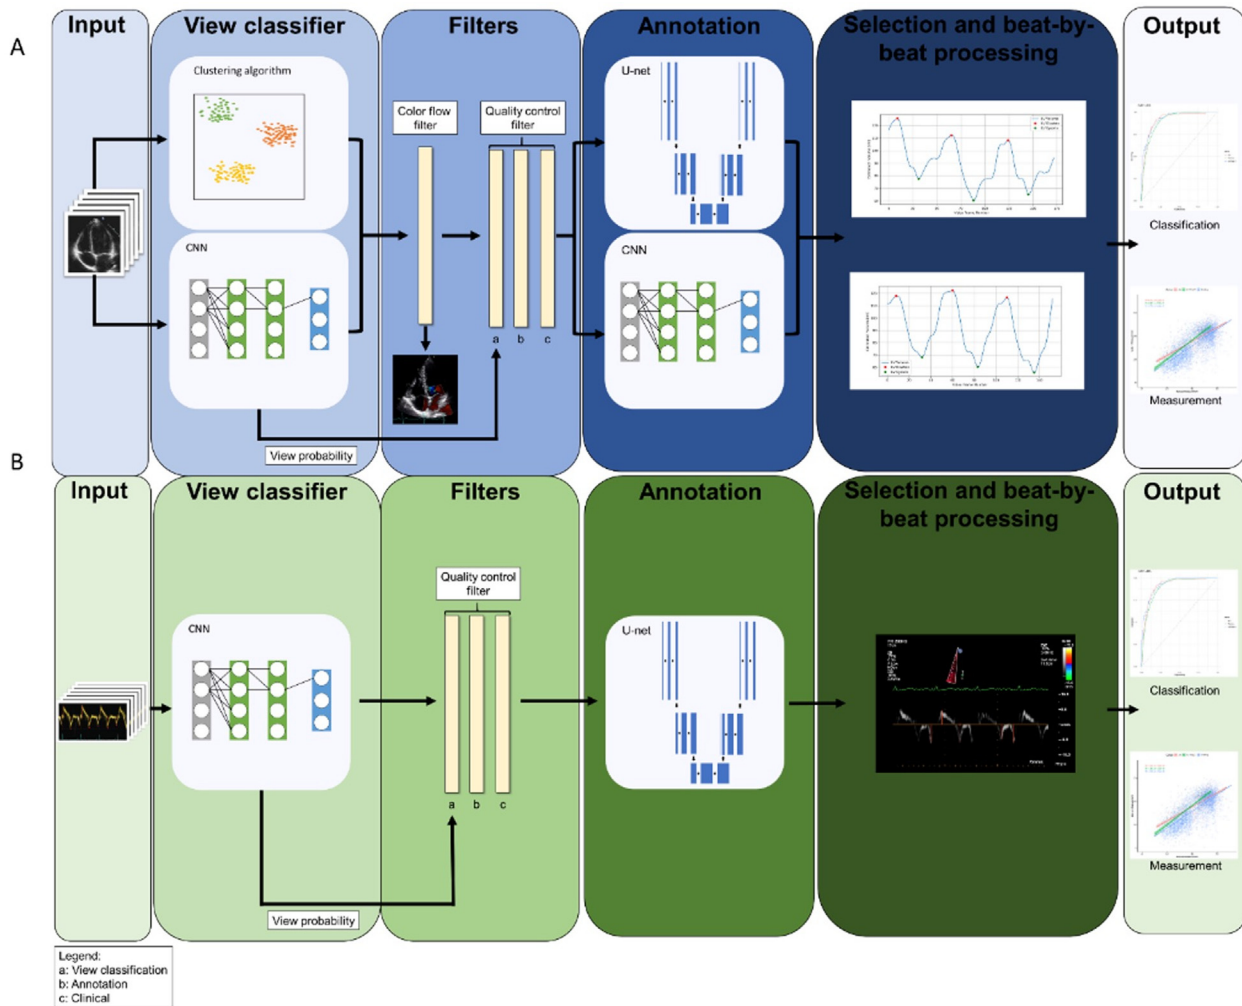 A
Input
View classifier
Filters
Annotation
Selection and beat-by-
beat processing
Output
Clustering algorithm
CNN
Color flow
filter
Quality control
filter
a
b
c
U-net
CNN
Classification
Measurement
View probability
B
Input
View classifier
Filters
Annotation
Selection and beat-by-
beat processing
Output
CNN
Quality control
filter
a
b
c
U-net
Classification
Measurement
View probability
Legend:
a: View classification
b: Annotation
c: Clinical